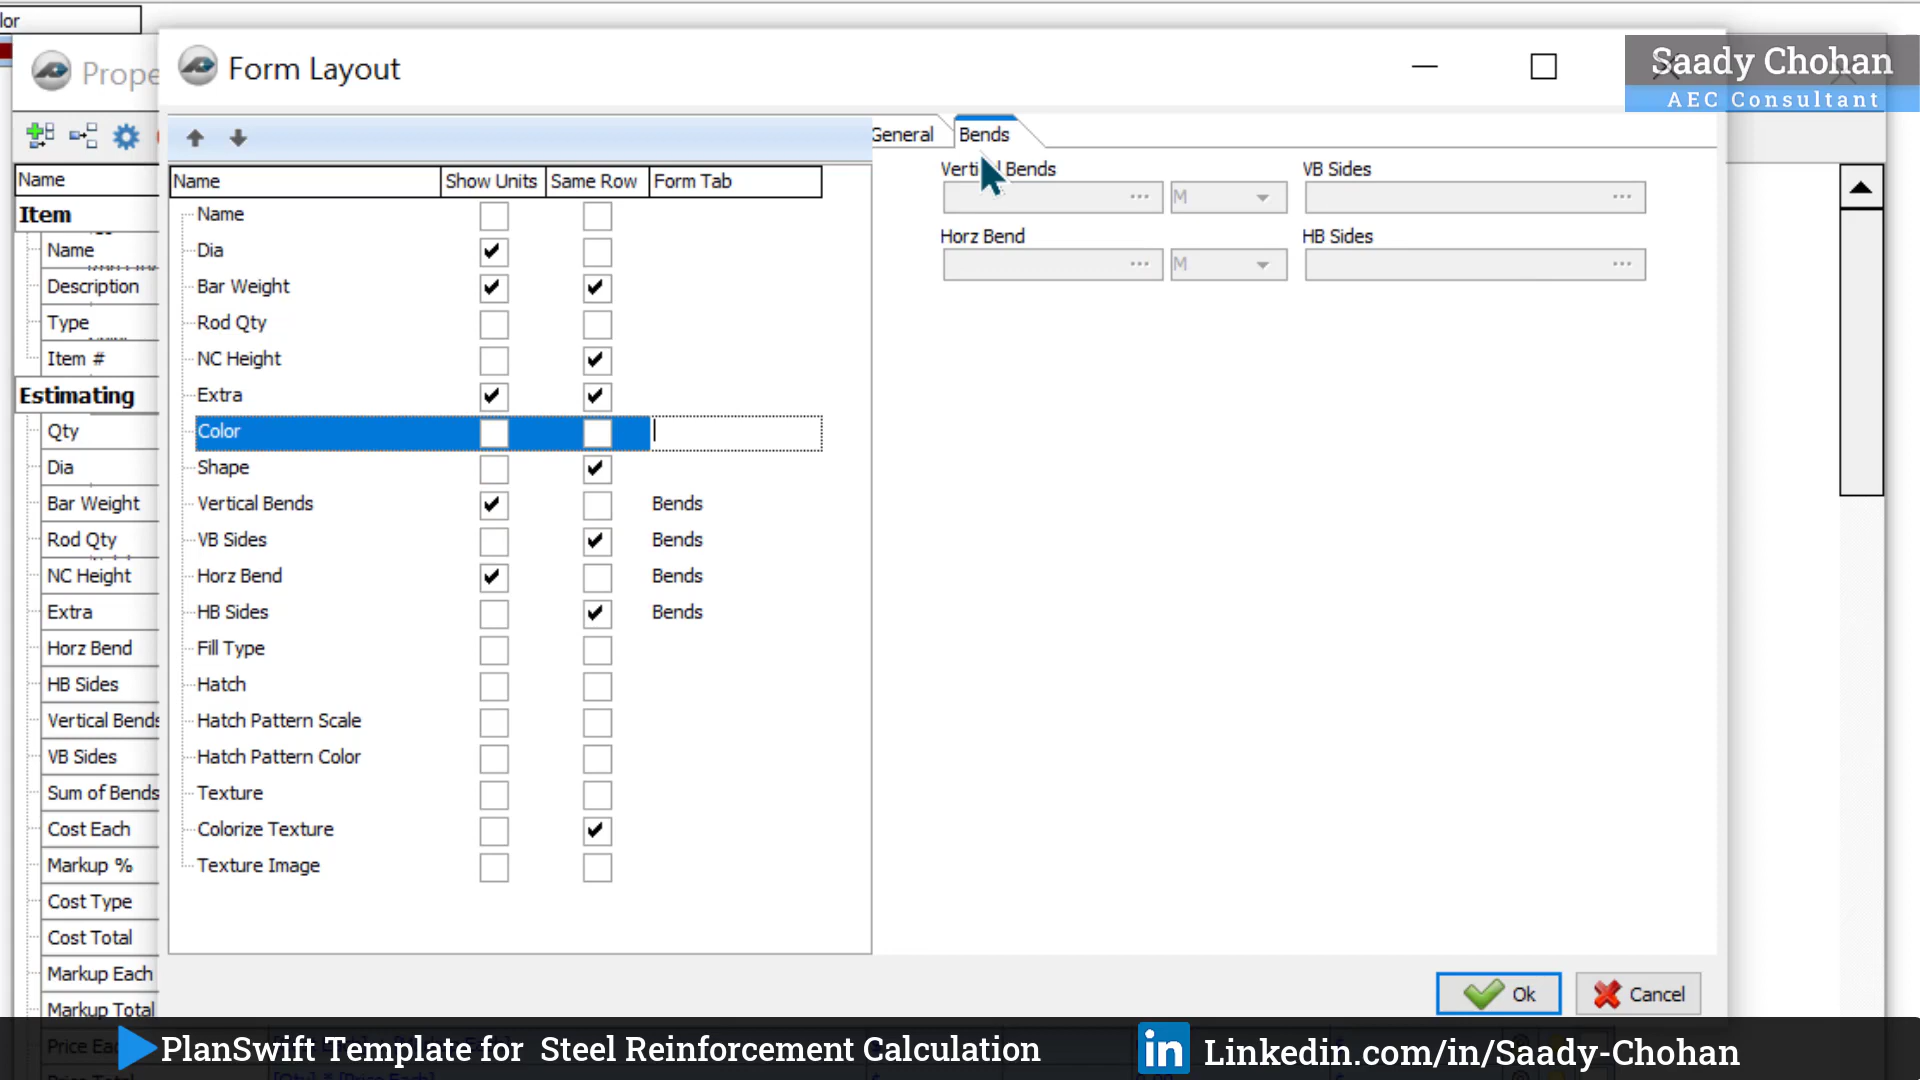 lor
Prope
Form Layout
Saady Chohan
AEC Consultant
General
Bends
Name
Item
Name
Description
Type
Item #
Estimating
Qty
Dia
Bar Weight
Rod Qty
NC Height
Extra
Horz Bend
HB Sides
Vertical Bends
VB Sides
Sum of Bends
Cost Each
Markup %
Cost Type
Cost Total
Markup Each
Markup Total
Name Show Units Same Row Form Tab
Name
Dia
Bar Weight
Rod Qty
NC Height
Extra
Color
Shape
Vertical Bends Bends
VB Sides Bends
Horz Bend Bends
HB Sides Bends
Fill Type
Hatch
Hatch Pattern Scale
Hatch Pattern Color
Texture
Colorize Texture
Texture Image
Vertical Bends VB Sides
... M ...
Horz Bend HB Sides
... M ...
Ok Cancel
PlanSwift Template for Steel Reinforcement Calculation
in Linkedin.com/in/Saady-Chohan